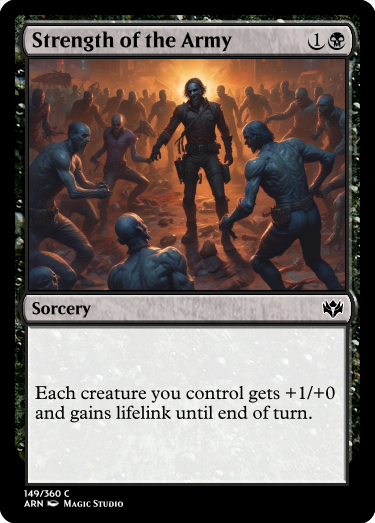 Strength of the Army 1
Sorcery
Each creature you control gets +1/+0
and gains lifelink until end of turn.
149/360 C
ARN Magic Studio